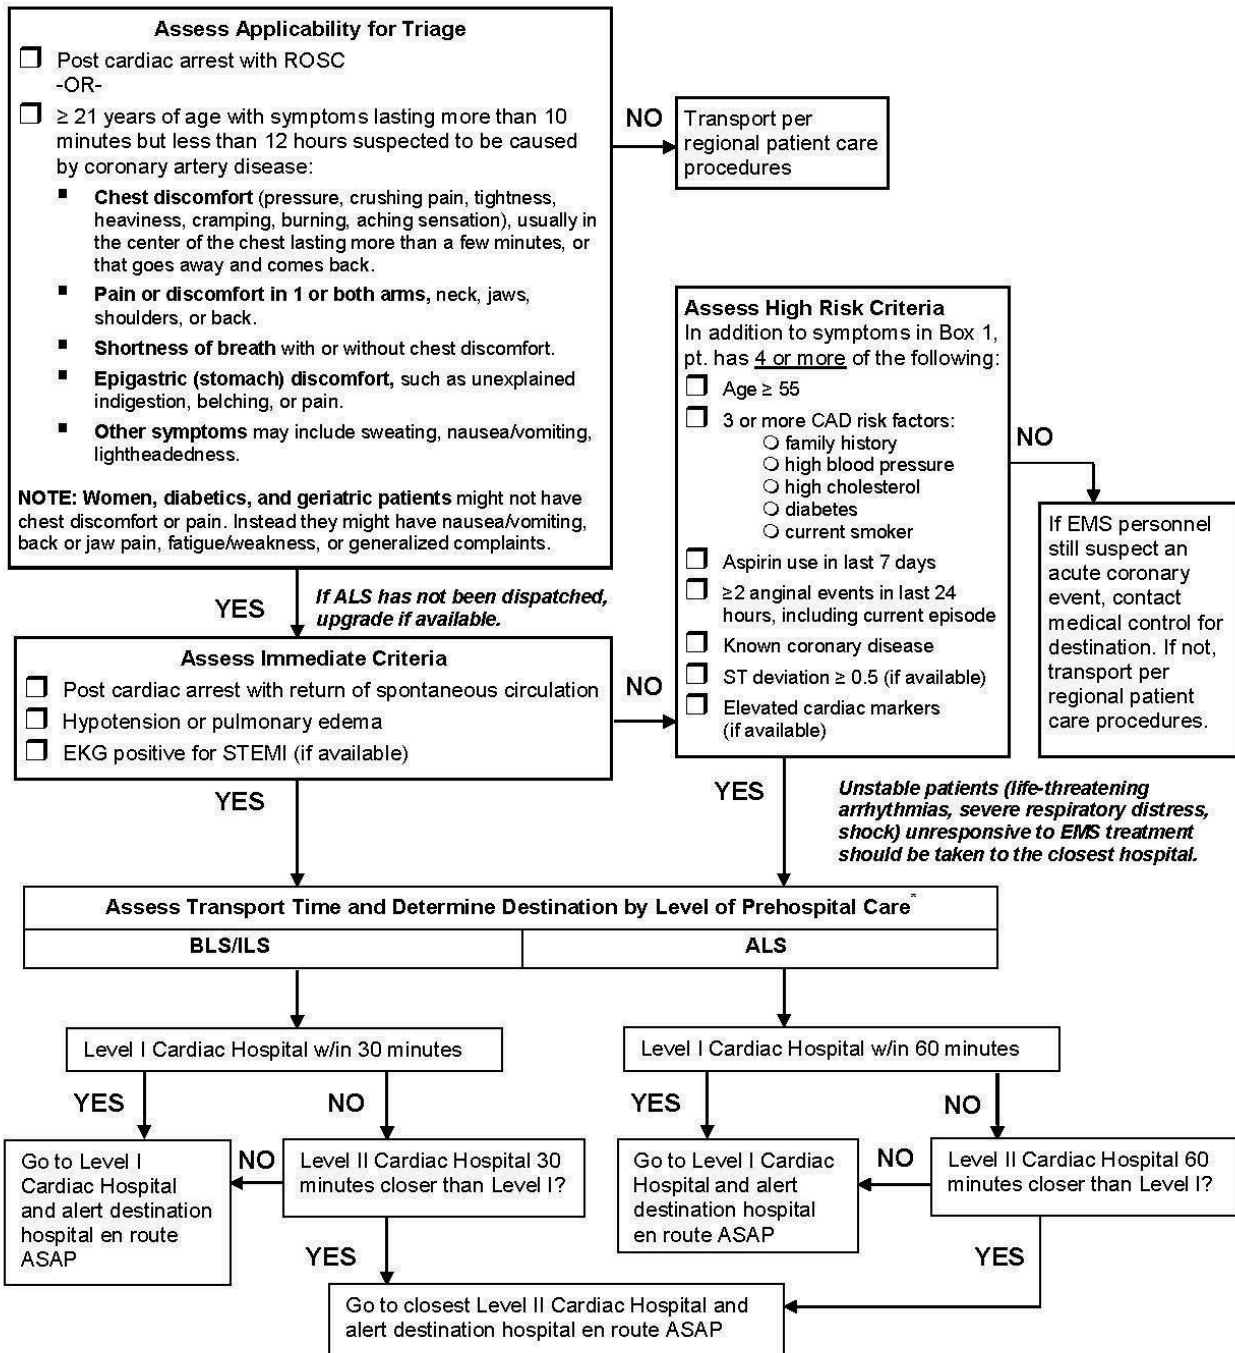 Assess Applicability for Triage
❒ Post cardiac arrest with ROSC
-OR-
❒ ≥ 21 years of age with symptoms lasting more than 10
minutes but less than 12 hours suspected to be caused
by coronary artery disease:
▪ Chest discomfort (pressure, crushing pain, tightness,
heaviness, cramping, burning, aching sensation), usually in
the center of the chest lasting more than a few minutes, or
that goes away and comes back.
▪ Pain or discomfort in 1 or both arms, neck, jaws,
shoulders, or back.
▪ Shortness of breath with or without chest discomfort.
▪ Epigastric (stomach) discomfort, such as unexplained
indigestion, belching, or pain.
▪ Other symptoms may include sweating, nausea/vomiting,
lightheadedness.
NOTE: Women, diabetics, and geriatric patients might not have
chest discomfort or pain. Instead they might have nausea/vomiting,
back or jaw pain, fatigue/weakness, or generalized complaints.
NO
Transport per
regional patient care
procedures
YES
If ALS has not been dispatched,
upgrade if available.
Assess Immediate Criteria
❒ Post cardiac arrest with return of spontaneous circulation
❒ Hypotension or pulmonary edema
❒ EKG positive for STEMI (if available)
NO
Assess High Risk Criteria
In addition to symptoms in Box 1,
pt. has 4 or more of the following:
❒ Age ≥ 55
❒ 3 or more CAD risk factors:
❍ family history
❍ high blood pressure
❍ high cholesterol
❍ diabetes
❍ current smoker
❒ Aspirin use in last 7 days
❒ ≥2 anginal events in last 24
hours, including current episode
❒ Known coronary disease
❒ ST deviation ≥ 0.5 (if available)
❒ Elevated cardiac markers
(if available)
NO
If EMS personnel
still suspect an
acute coronary
event, contact
medical control for
destination. If not,
transport per
regional patient
care procedures.
YES
YES
Unstable patients (life-threatening
arrhythmias, severe respiratory distress,
shock) unresponsive to EMS treatment
should be taken to the closest hospital.
Assess Transport Time and Determine Destination by Level of Prehospital Care*
BLS/ILS
ALS
Level I Cardiac Hospital w/in 30 minutes
YES
NO
Go to Level I
Cardiac Hospital
and alert destination
hospital en route
ASAP
NO
Level II Cardiac Hospital 30
minutes closer than Level I?
YES
Level I Cardiac Hospital w/in 60 minutes
YES
NO
Go to Level I Cardiac
Hospital and alert
destination hospital
en route ASAP
NO
Level II Cardiac Hospital 60
minutes closer than Level I?
YES
Go to closest Level II Cardiac Hospital and
alert destination hospital en route ASAP